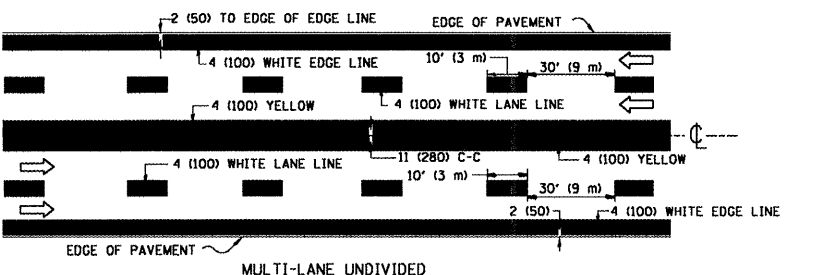 2 (50) TO EDGE OF EDGE LINE
EDGE OF PAVEMENT
4 (100) WHITE EDGE LINE
10' (3 m)
30' (9 m)
4 (100) YELLOW
4 (100) WHITE LANE LINE
℄
4 (100) WHITE LANE LINE
11 (280) C-C
4 (100) YELLOW
10' (3 m)
30' (9 m)
2 (50)
4 (100) WHITE EDGE LINE
EDGE OF PAVEMENT
MULTI-LANE UNDIVIDED